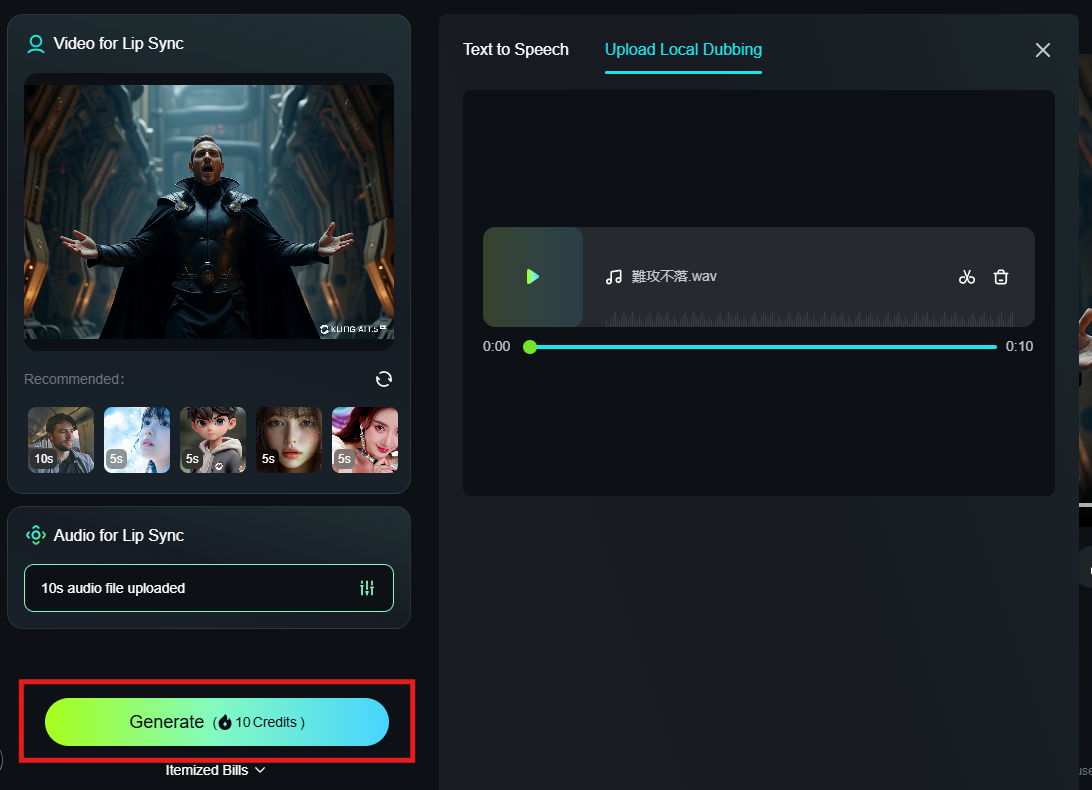 Video for Lip Sync
KLING AI 1.5
Recommended:
10s
5s
5s
5s
5s
Audio for Lip Sync
10s audio file uploaded
Generate ( 10 Credits )
Itemized Bills
Text to Speech
Upload Local Dubbing
難攻不落.wav
0:00
0:10